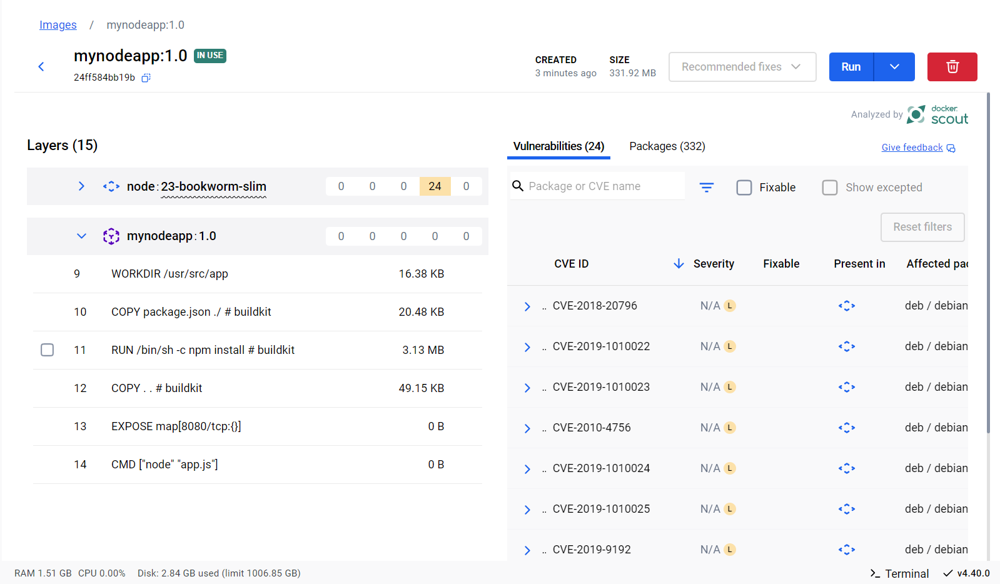 Images / mynodeapp:1.0
mynodeapp:1.0 IN USE
24ff584bb19b
CREATED
3 minutes ago
SIZE
331.92 MB
Recommended fixes
Run
Analyzed by docker scout
Layers (15)
node:23-bookworm-slim 0 0 0 24 0
mynodeapp:1.0 0 0 0 0 0
9 WORKDIR /usr/src/app 16.38 KB
10 COPY package.json ./ # buildkit 20.48 KB
11 RUN /bin/sh -c npm install # buildkit 3.13 MB
12 COPY . . # buildkit 49.15 KB
13 EXPOSE map[8080/tcp:{}] 0 B
14 CMD ["node" "app.js"] 0 B
Vulnerabilities (24) Packages (332) Give feedback
Package or CVE name Fixable Show excepted
Reset filters
CVE ID Severity Fixable Present in Affected pac
.. CVE-2018-20796 N/A L deb / debian
.. CVE-2019-1010022 N/A L deb / debian
.. CVE-2019-1010023 N/A L deb / debian
.. CVE-2010-4756 N/A L deb / debian
.. CVE-2019-1010024 N/A L deb / debian
.. CVE-2019-1010025 N/A L deb / debian
.. CVE-2019-9192 N/A L deb / debian
RAM 1.51 GB CPU 0.00% Disk: 2.84 GB used (limit 1006.85 GB) Terminal v4.40.0